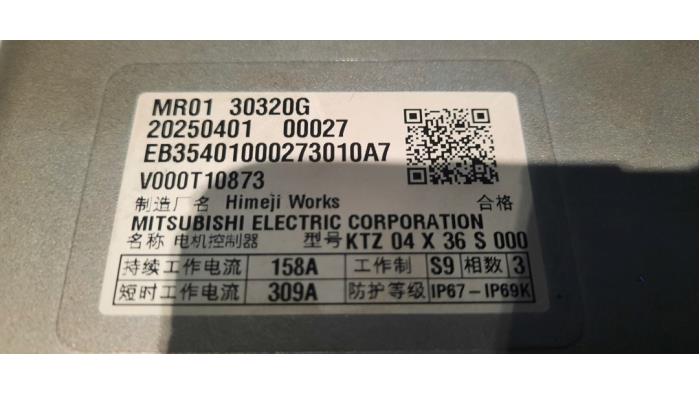 MR01 30320G
20250401 00027
EB35401000273010A7
V000T10873
制造厂名 Himeji Works 合格
MITSUBISHI ELECTRIC CORPORATION
名称 电机控制器 型号 KTZ 04 X 36 S 000
持续工作电流 158A 工作制 S9 相数 3
短时工作电流 309A 防护等级 IP67-IP69K